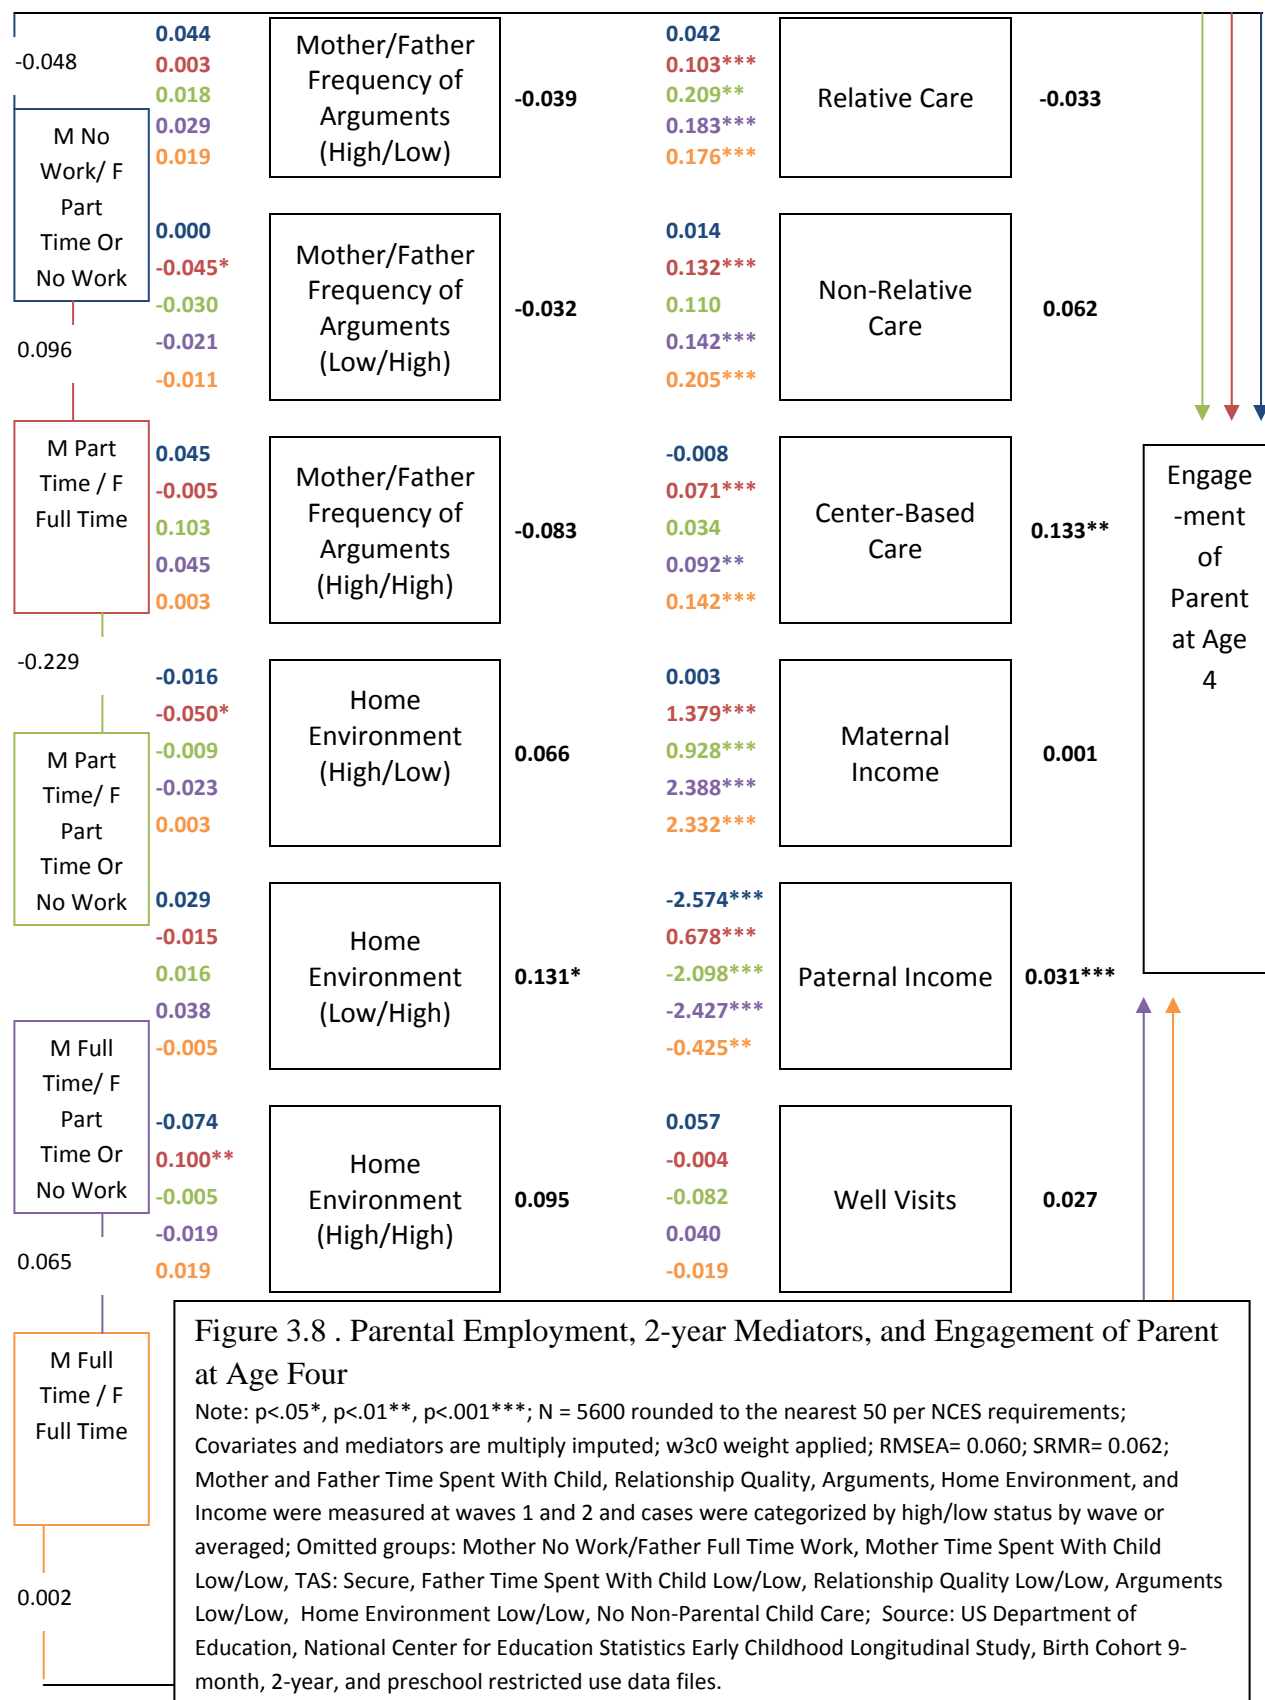 -0.048
M No
Work/ F
Part
Time Or
No Work
0.096
M Part
Time / F
Full Time
-0.229
M Part
Time/ F
Part
Time Or
No Work
M Full
Time/ F
Part
Time Or
No Work
0.065
M Full
Time / F
Full Time
0.002
0.044
0.003
0.018
0.029
0.019
Mother/Father
Frequency of
Arguments
(High/Low)
-0.039
0.042
0.103***
0.209**
0.183***
0.176***
Relative Care
-0.033
0.000
-0.045*
-0.030
-0.021
-0.011
Mother/Father
Frequency of
Arguments
(Low/High)
-0.032
0.014
0.132***
0.110
0.142***
0.205***
Non-Relative
Care
0.062
0.045
-0.005
0.103
0.045
0.003
Mother/Father
Frequency of
Arguments
(High/High)
-0.083
-0.008
0.071***
0.034
0.092**
0.142***
Center-Based
Care
0.133**
-0.016
-0.050*
-0.009
-0.023
0.003
Home
Environment
(High/Low)
0.066
0.003
1.379***
0.928***
2.388***
2.332***
Maternal
Income
0.001
0.029
-0.015
0.016
0.038
-0.005
Home
Environment
(Low/High)
0.131*
-2.574***
0.678***
-2.098***
-2.427***
-0.425**
Paternal Income
0.031***
-0.074
0.100**
-0.005
-0.019
0.019
Home
Environment
(High/High)
0.095
0.057
-0.004
-0.082
0.040
-0.019
Well Visits
0.027
Engage
-ment
of
Parent
at Age
4
Figure 3.8 . Parental Employment, 2-year Mediators, and Engagement of Parent
at Age Four
Note: p<.05*, p<.01**, p<.001***; N = 5600 rounded to the nearest 50 per NCES requirements;
Covariates and mediators are multiply imputed; w3c0 weight applied; RMSEA= 0.060; SRMR= 0.062;
Mother and Father Time Spent With Child, Relationship Quality, Arguments, Home Environment, and
Income were measured at waves 1 and 2 and cases were categorized by high/low status by wave or
averaged; Omitted groups: Mother No Work/Father Full Time Work, Mother Time Spent With Child
Low/Low, TAS: Secure, Father Time Spent With Child Low/Low, Relationship Quality Low/Low, Arguments
Low/Low, Home Environment Low/Low, No Non-Parental Child Care; Source: US Department of
Education, National Center for Education Statistics Early Childhood Longitudinal Study, Birth Cohort 9-
month, 2-year, and preschool restricted use data files.